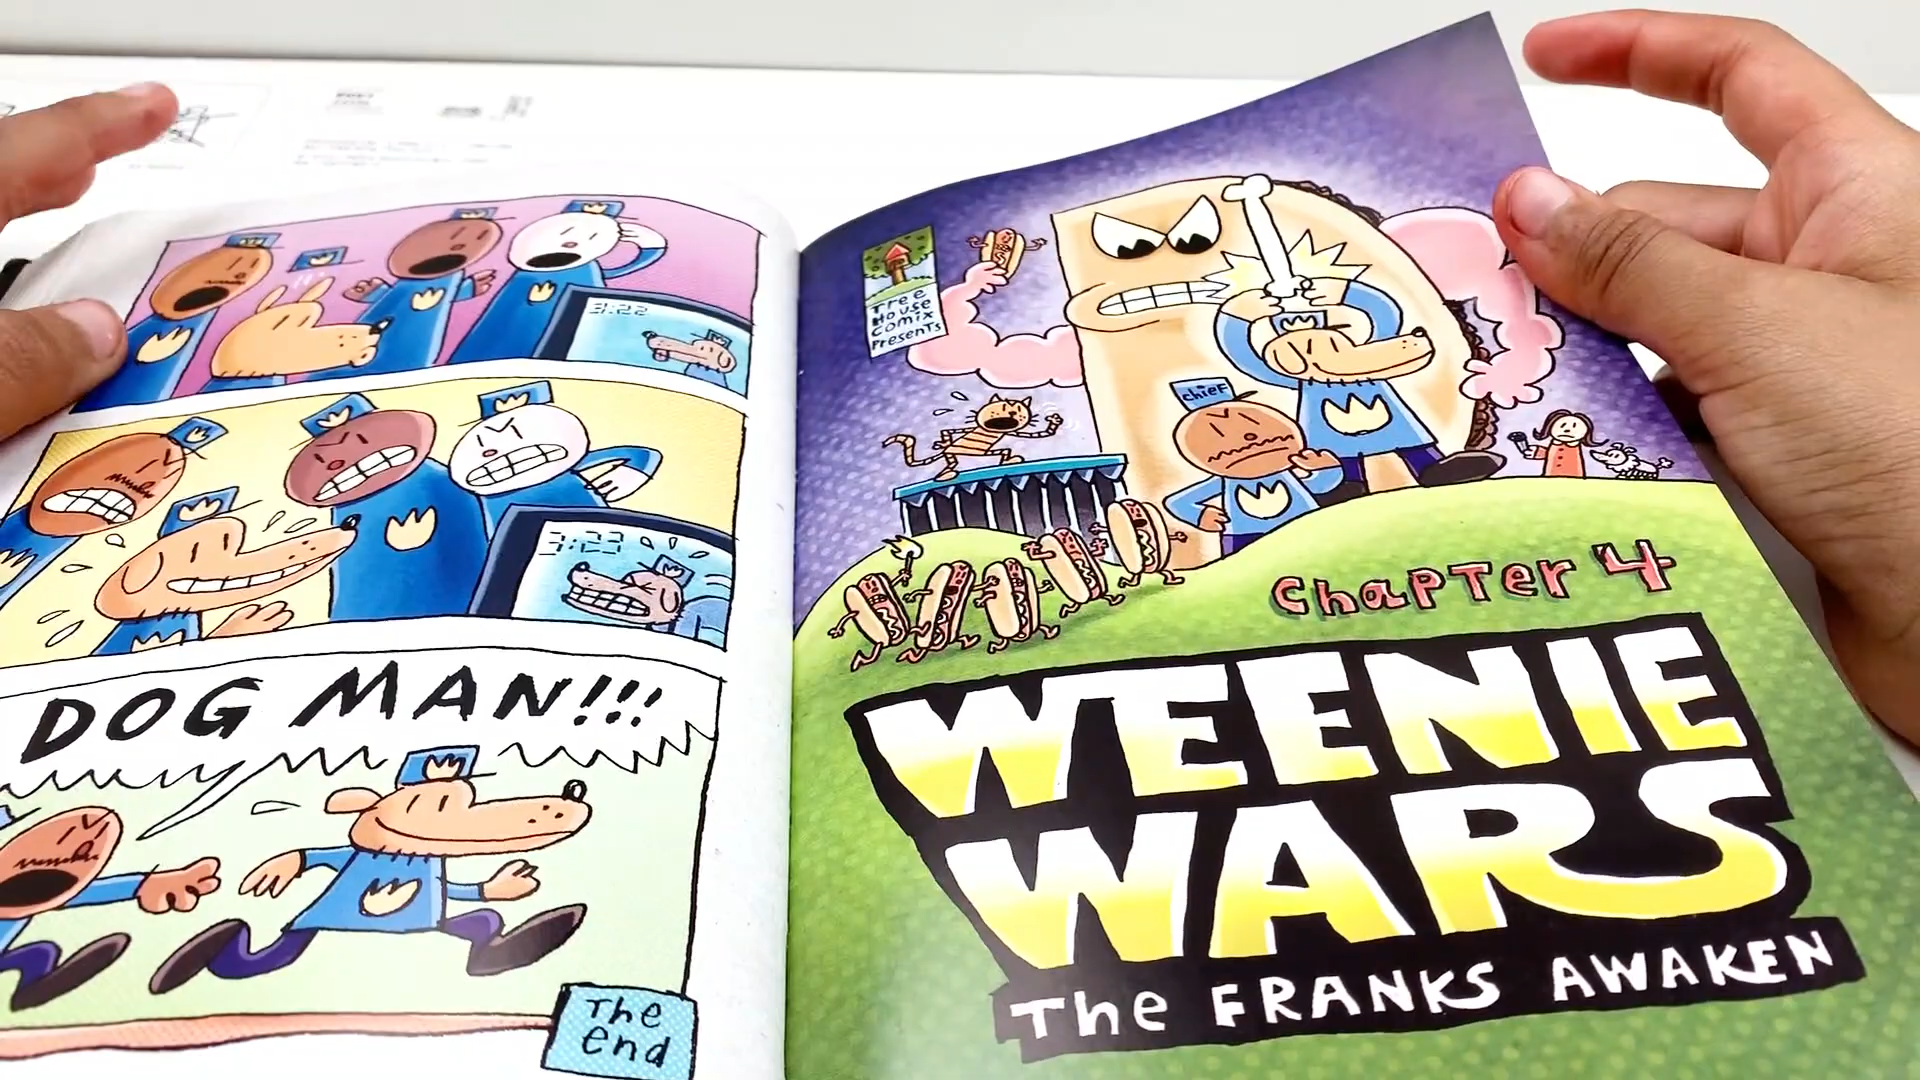 3:22
3:23
DOG MAN!!!
The
end
Tree
House
Comix
Presents
chief
Chapter 4
WEENIE
WARS
The FRANKS AWAKEN